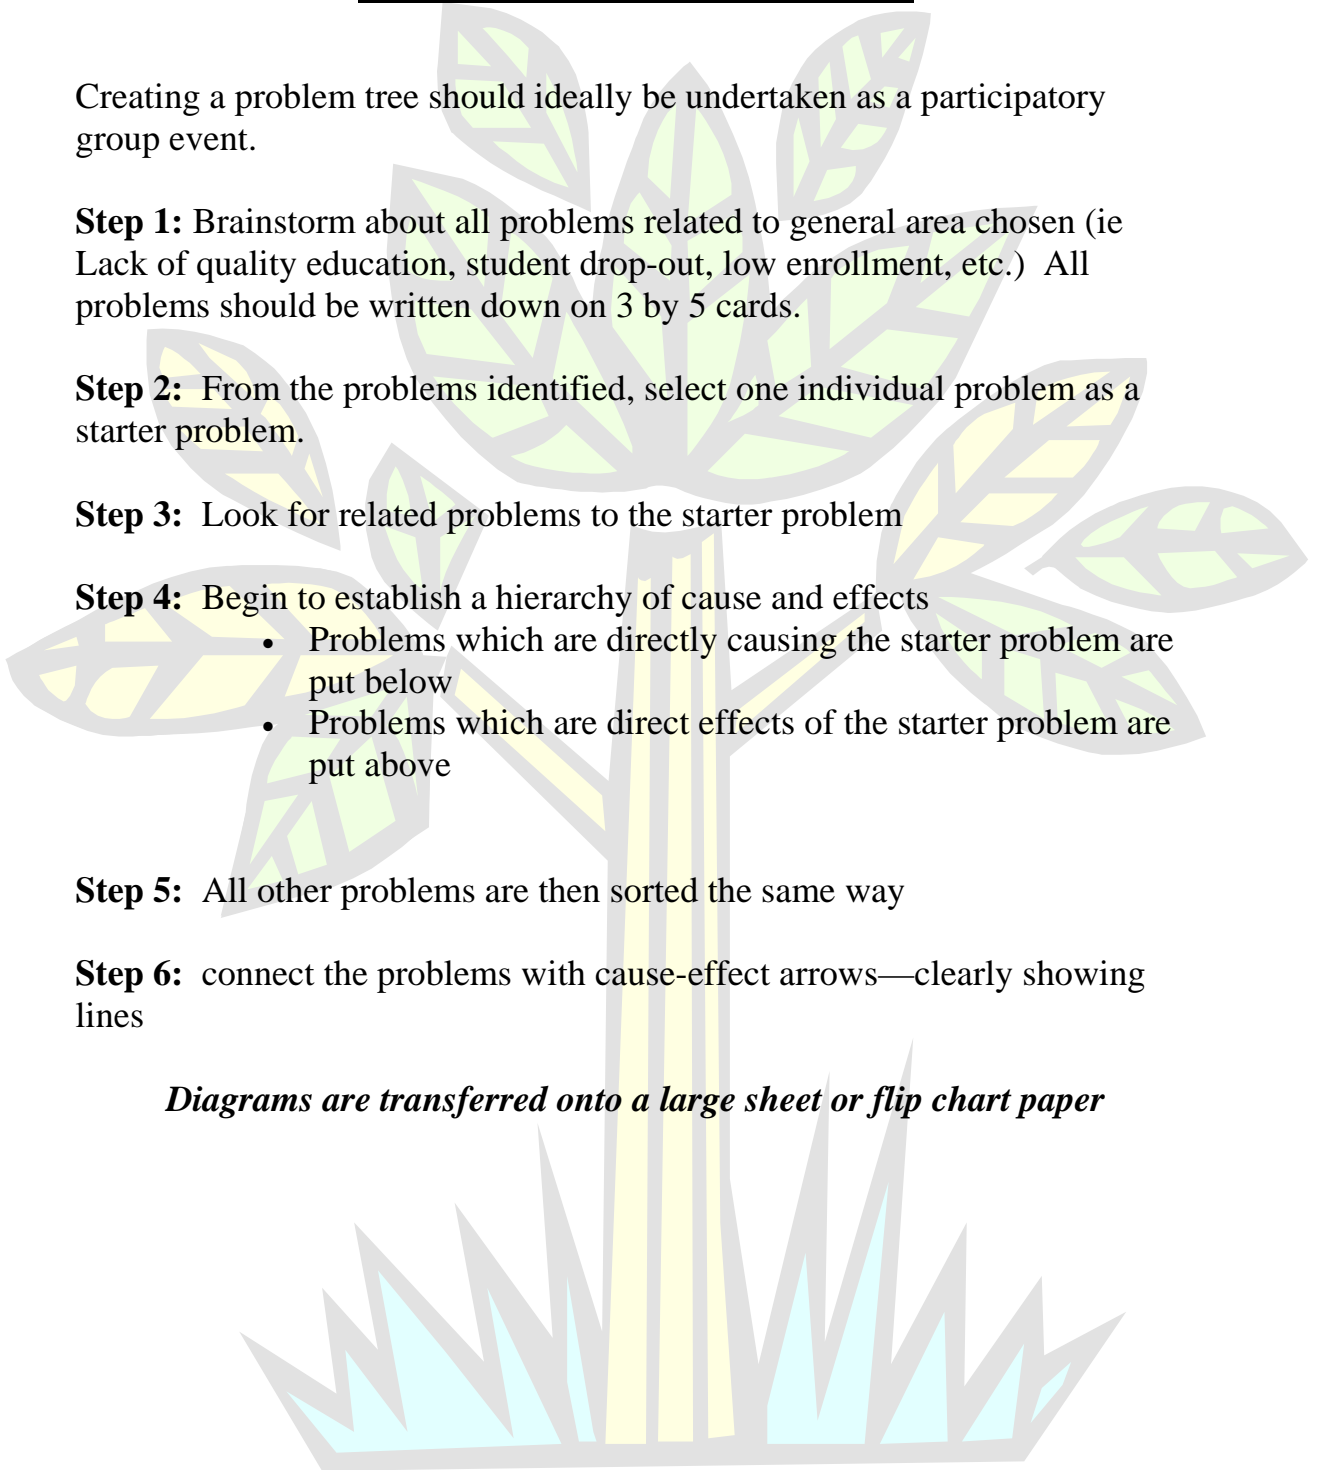 Creating a problem tree should ideally be undertaken as a participatory
group event.
Step 1: Brainstorm about all problems related to general area chosen (ie
Lack of quality education, student drop-out, low enrollment, etc.)  All
problems should be written down on 3 by 5 cards.
Step 2:  From the problems identified, select one individual problem as a
starter problem.
Step 3:  Look for related problems to the starter problem
Step 4:  Begin to establish a hierarchy of cause and effects
• Problems which are directly causing the starter problem are
put below
• Problems which are direct effects of the starter problem are
put above
Step 5:  All other problems are then sorted the same way
Step 6:  connect the problems with cause-effect arrows—clearly showing
lines
Diagrams are transferred onto a large sheet or flip chart paper